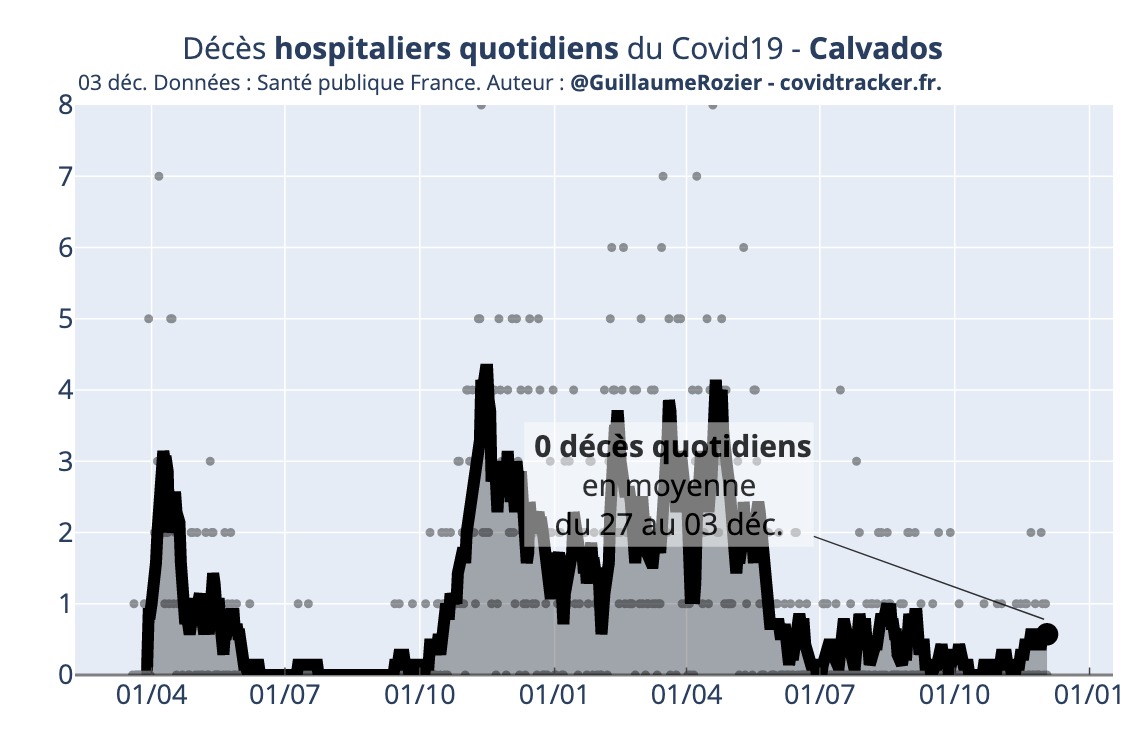 Décès hospitaliers quotidiens du Covid19 - Calvados
03 déc. Données : Santé publique France. Auteur : @GuillaumeRozier - covidtracker.fr.
8
7
6
5
4
3
2
1
0
0 décès quotidiens
en moyenne
du 27 au 03 déc.
01/04 01/07 01/10 01/01 01/04 01/07 01/10 01/01